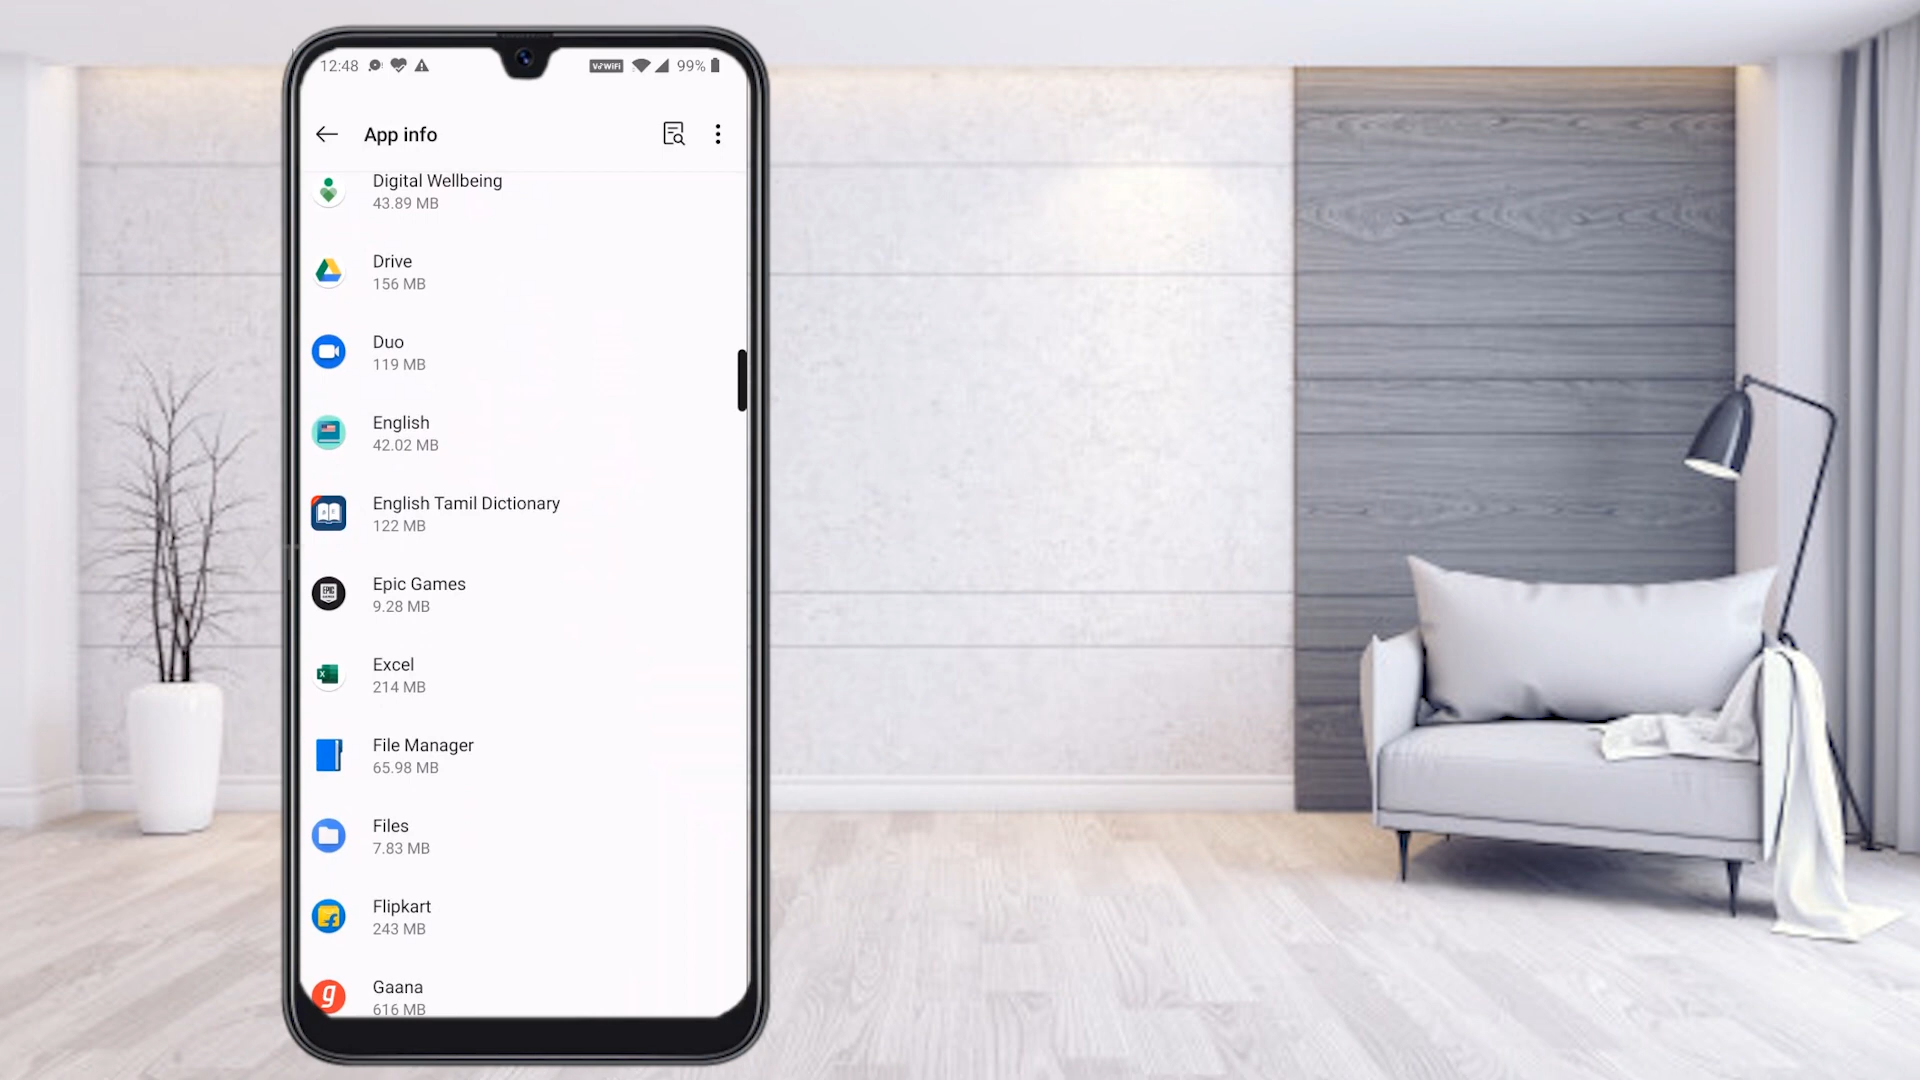 12:48
VoWiFi
99%
App info
Digital Wellbeing
43.89 MB
Drive
156 MB
Duo
119 MB
English
42.02 MB
English Tamil Dictionary
122 MB
EPIC
Epic Games
9.28 MB
Excel
214 MB
File Manager
65.98 MB
Files
7.83 MB
Flipkart
243 MB
Gaana
616 MB